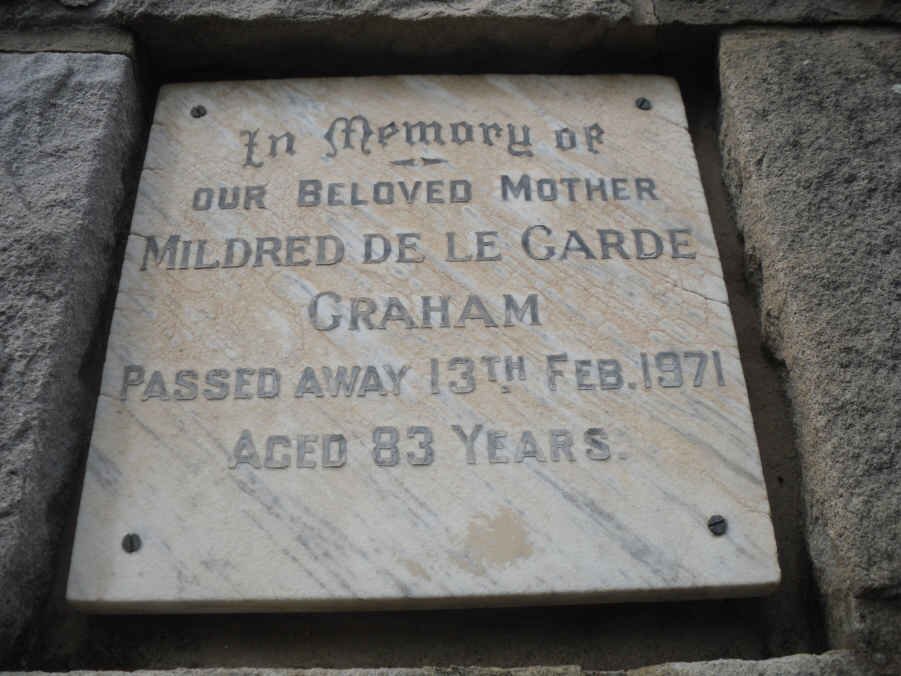 In Memory of
OUR BELOVED MOTHER
MILDRED DE LE GARDE
GRAHAM
PASSED AWAY 13TH FEB. 1971
AGED 83 YEARS.